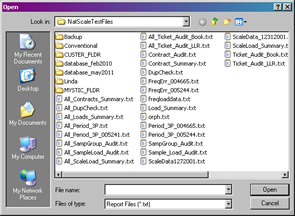 Open
Look in: NatScaleTestFiles
My Recent Documents
Desktop
My Documents
My Computer
My Network Places
Backup
Conventional
CUSTER_FLDR
database_feb2010
database_may2011
Linda
MYSTIC_FLDR
All_Contracts_Summary.txt
All_DupCheck.txt
All_Loads_Summary.txt
All_Period_3P.txt
All_Period_3P_005241.txt
All_SampGroup_Audit.txt
All_SampleLoad_Audit.txt
All_ScaleLoad_Summary.txt
All_Ticket_Audit_Book.txt
All_Ticket_Audit_LLR.txt
Contract_Audit.txt
Contract_Summary.txt
DupCheck.txt
FreqErr_004665.txt
FreqErr_005244.txt
freqloaddata.txt
Load_Summary.txt
orph.txt
Period_3P_004665.txt
Period_3P_005244.txt
SampGroup_Audit.txt
Sample_Load_Audit.txt
ScaleData1272001.txt
ScaleData_12312001.
ScaleLoad_Summary.t
Ticket_Audit_Book.txt
Ticket_Audit_LLR.txt
File name:
Open
Files of type: Report Files (*.txt)
Cancel